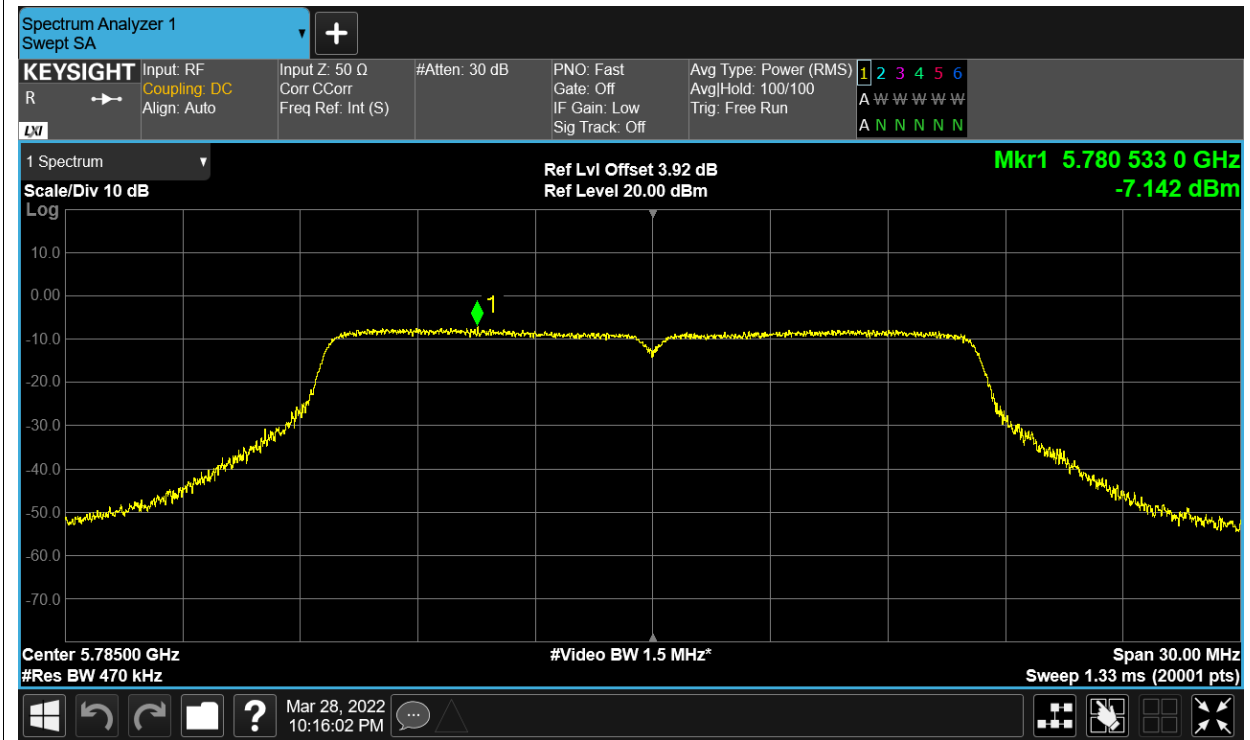 Spectrum Analyzer 1
Swept SA
KEYSIGHT
R
LXI
Input: RF
Coupling: DC
Align: Auto
Input Z: 50 Ω
Corr CCorr
Freq Ref: Int (S)
#Atten: 30 dB
PNO: Fast
Gate: Off
IF Gain: Low
Sig Track: Off
Avg Type: Power (RMS)
Avg|Hold: 100/100
Trig: Free Run
1 2 3 4 5 6
A W W W W W
A N N N N N
1 Spectrum
Scale/Div 10 dB
Log
Ref Lvl Offset 3.92 dB
Ref Level 20.00 dBm
Mkr1 5.780 533 0 GHz
-7.142 dBm
10.0
0.00
-10.0
-20.0
-30.0
-40.0
-50.0
-60.0
-70.0
1
Center 5.78500 GHz
#Res BW 470 kHz
#Video BW 1.5 MHz*
Span 30.00 MHz
Sweep 1.33 ms (20001 pts)
?
Mar 28, 2022
10:16:02 PM